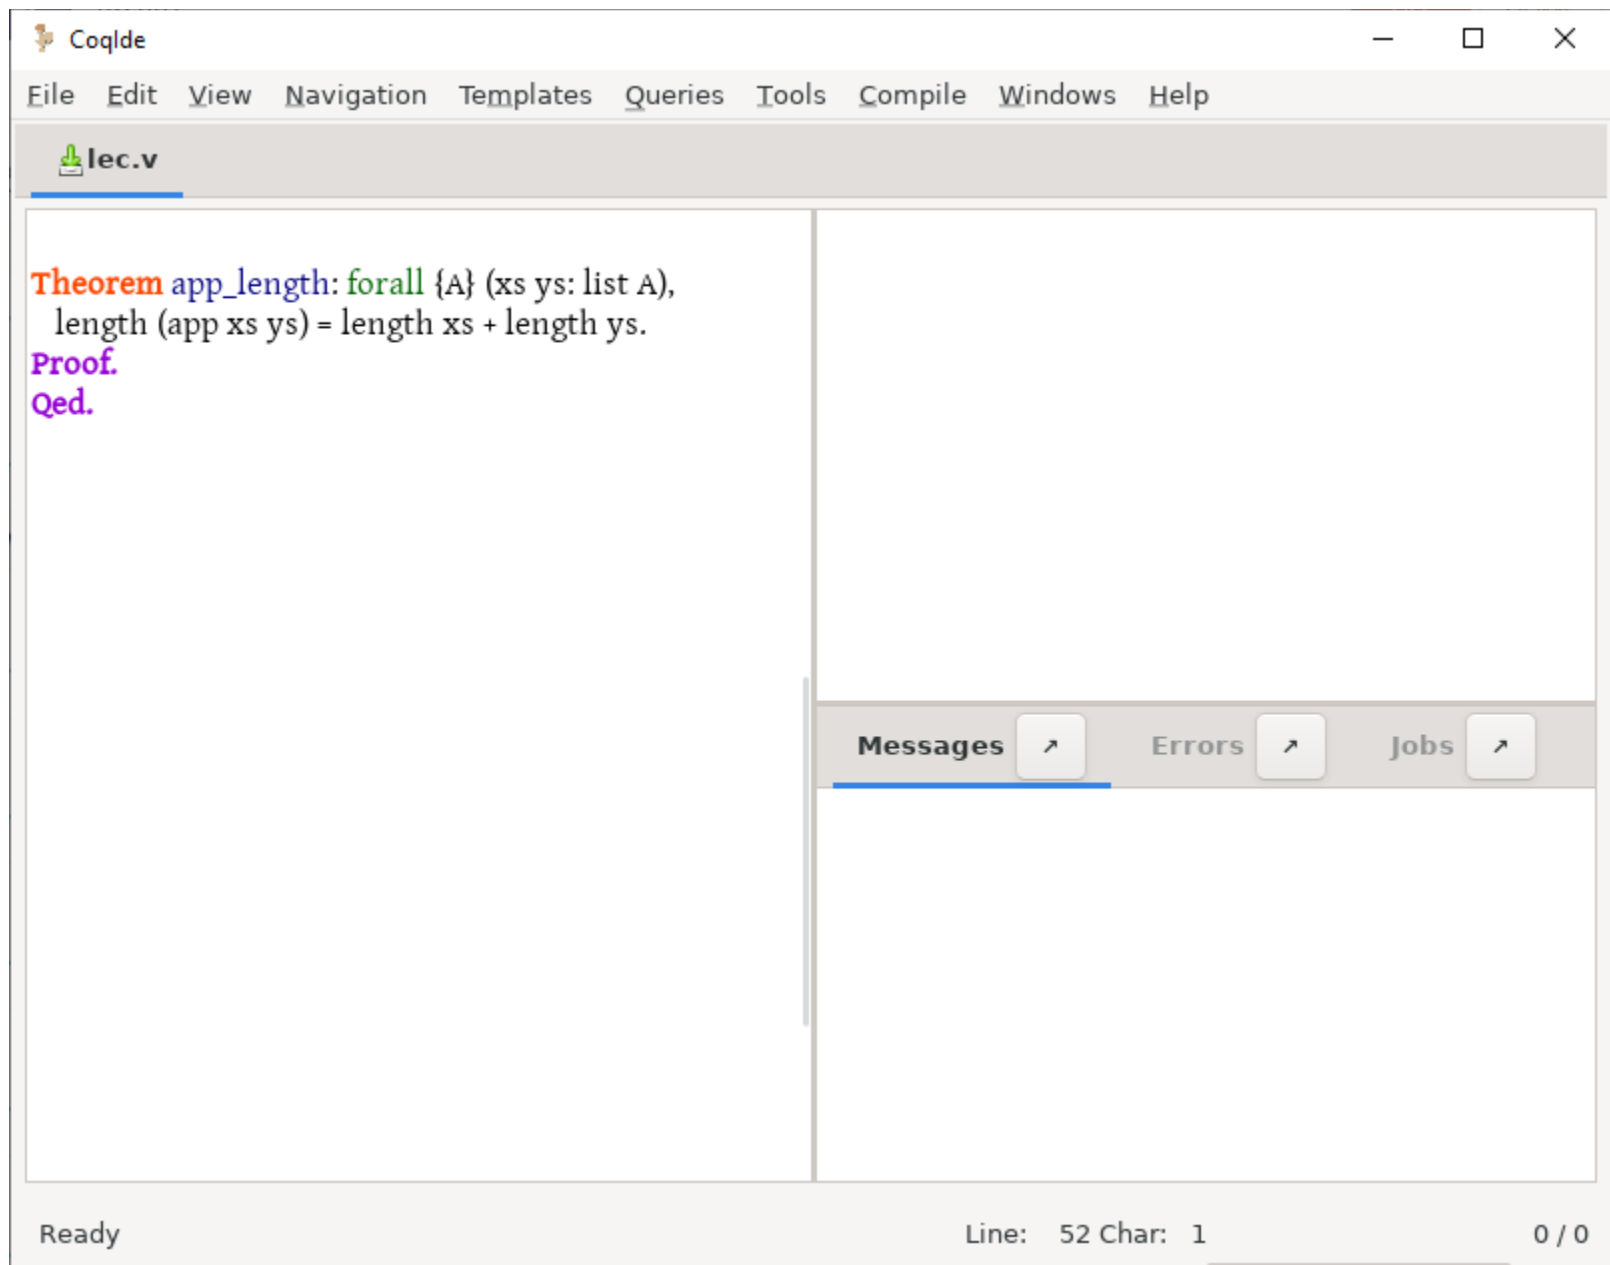 CoqIde
File Edit View Navigation Templates Queries Tools Compile Windows Help
lec.v
Theorem app_length: forall {A} (xs ys: list A),
length (app xs ys) = length xs + length ys.
Proof.
Qed.
Messages ↗ Errors ↗ Jobs ↗
Ready Line: 52 Char: 1 0 / 0